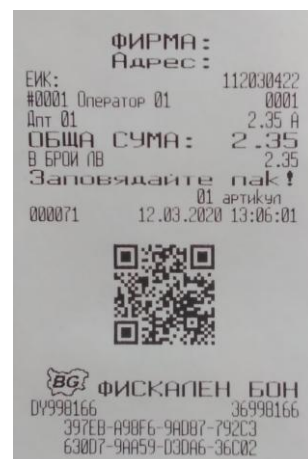 ФИРМА:
Адрес:
ЕИК: 112030422
#0001 Оператор 01 0001
Дпт 01 2.35 А
ОБЩА СУМА: 2.35
В БРОИ ЛВ 2.35
Заповядайте пак!
01 артикул
000071 12.03.2020 13:06:01
BG ФИСКАЛЕН БОН
DY998166 36998166
397EB-A98F6-9AD87-792C3
630D7-9AA59-D3DA6-36C02